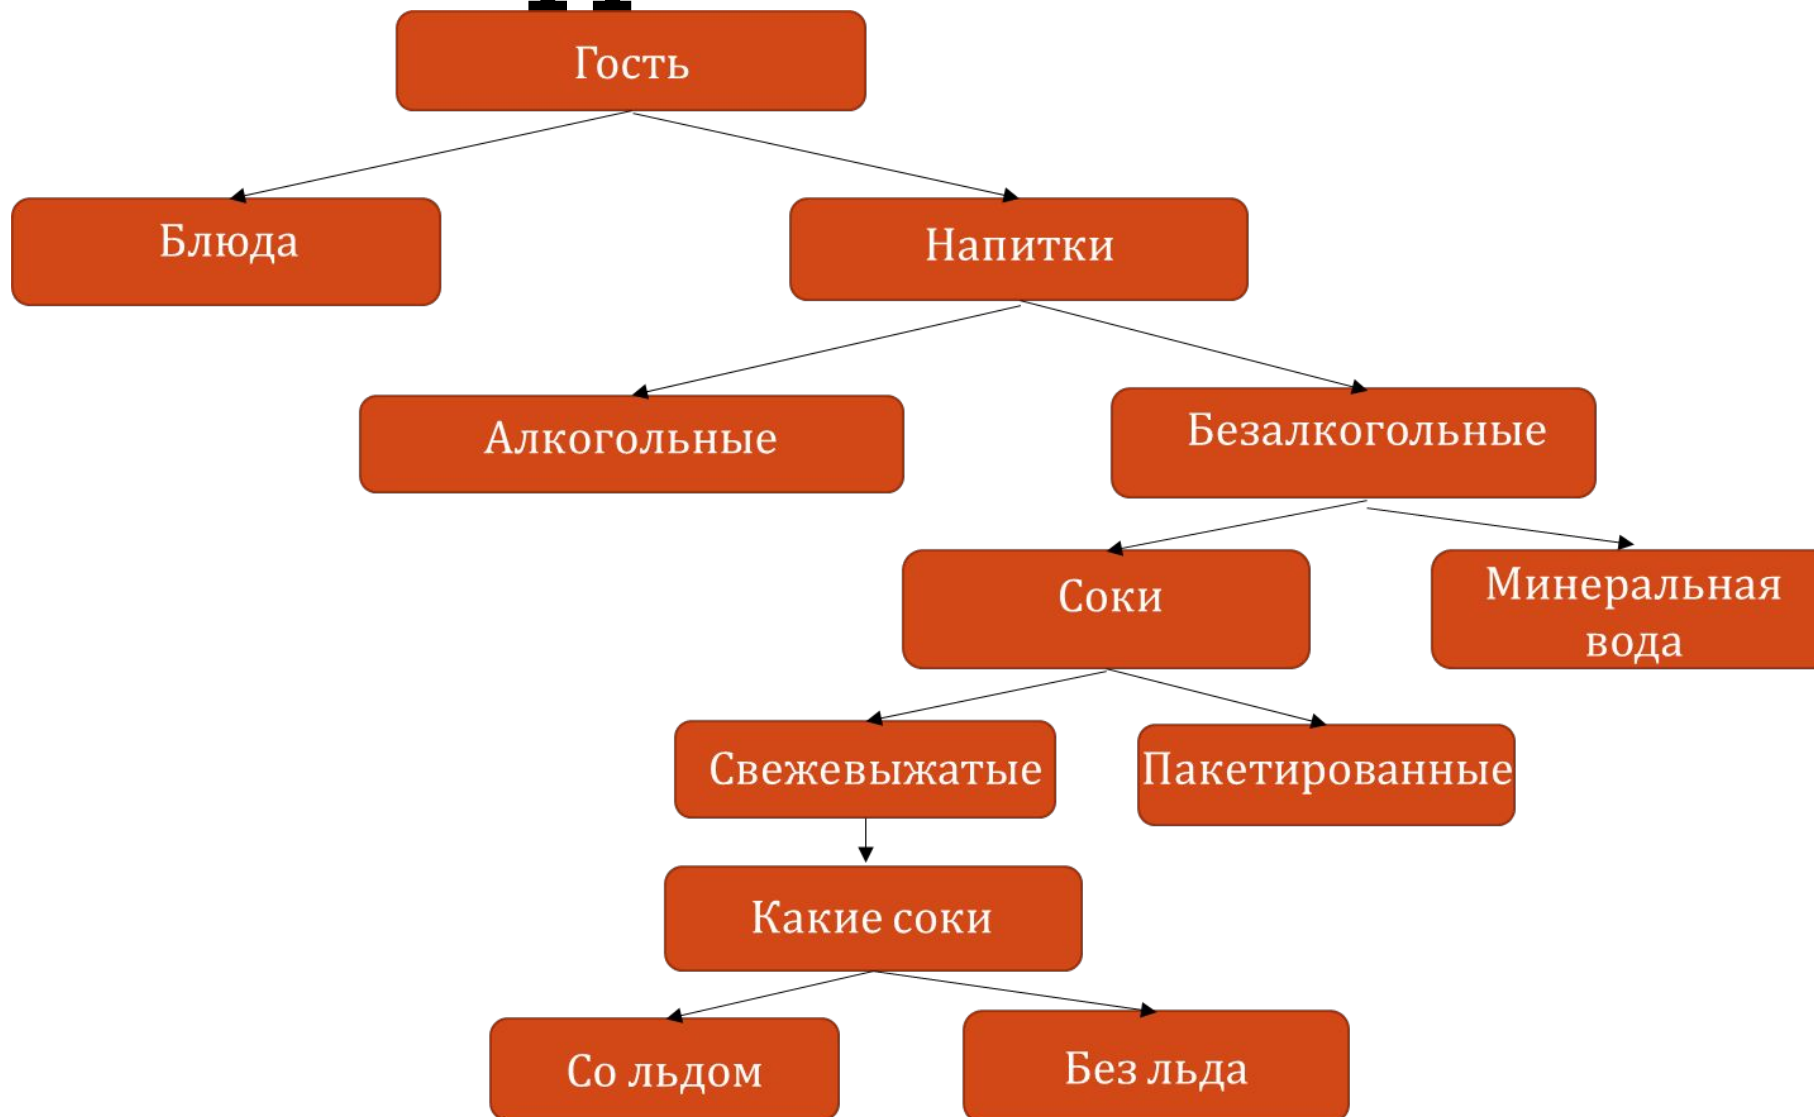 Гость
Блюда
Напитки
Алкогольные
Безалкогольные
Соки
Минеральная
вода
Свежевыжатые
Пакетированные
Какие соки
Со льдом
Без льда